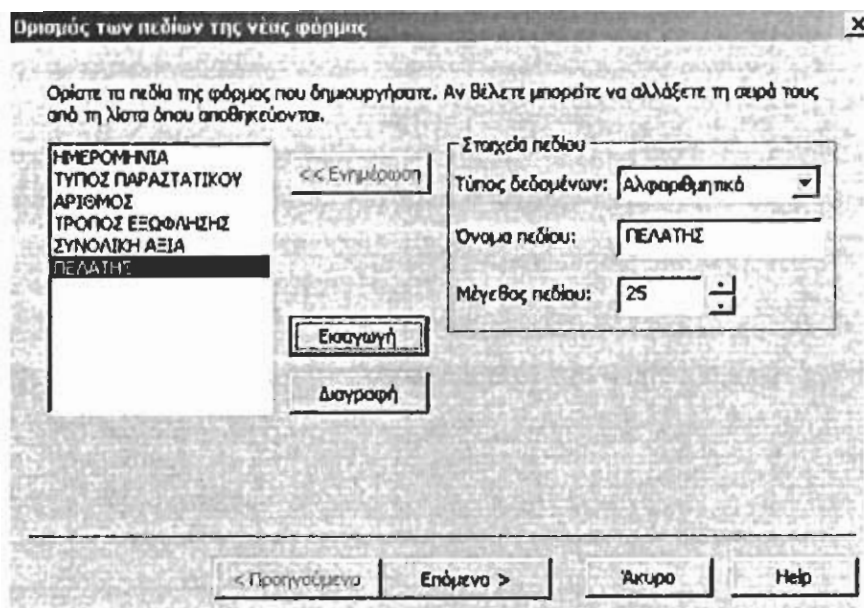 Ορισμός των πεδίων της νέας φόρμας
Ορίστε τα πεδία της φόρμας που δημιουργήσατε. Αν θέλετε μπορείτε να αλλάξετε τη σειρά τους
από τη λίστα όπου αποθηκεύονται.
ΗΜΕΡΟΜΗΝΙΑ
ΤΥΠΟΣ ΠΑΡΑΣΤΑΤΙΚΟΥ
ΑΡΙΘΜΟΣ
ΤΡΟΠΟΣ ΕΞΩΦΛΗΣΗΣ
ΣΥΝΟΛΙΚΗ ΑΞΙΑ
ΠΕΛΑΤΗΣ
<< Ενημέρωση
Εισαγωγή
Διαγραφή
Στοιχεία πεδίου
Τύπος δεδομένων: Αλφαριθμητικό
Όνομα πεδίου: ΠΕΛΑΤΗΣ
Μέγεθος πεδίου: 25
< Προηγούμενο Επόμενο > Άκυρο Help